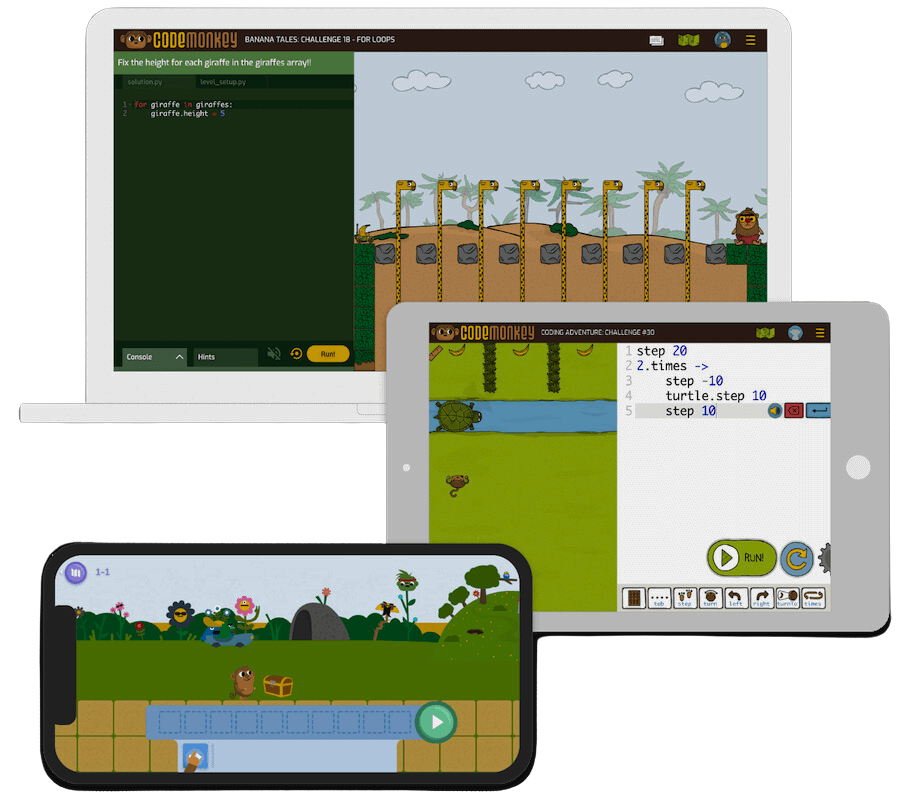 CODEMONKEY BANANA TALES: CHALLENGE 18 - FOR LOOPS
Fix the height for each giraffe in the giraffes array!!
solution.py level_setup.py
1 for giraffe in giraffes:
2 giraffe.height = 5
Console Hints Run!
CODEMONKEY CODING ADVENTURE: CHALLENGE #30
1 step 20
2 2.times ->
3 step -10
4 turtle.step 10
5 step 10
RUN!
tab step turn left right turnTo times
1-1